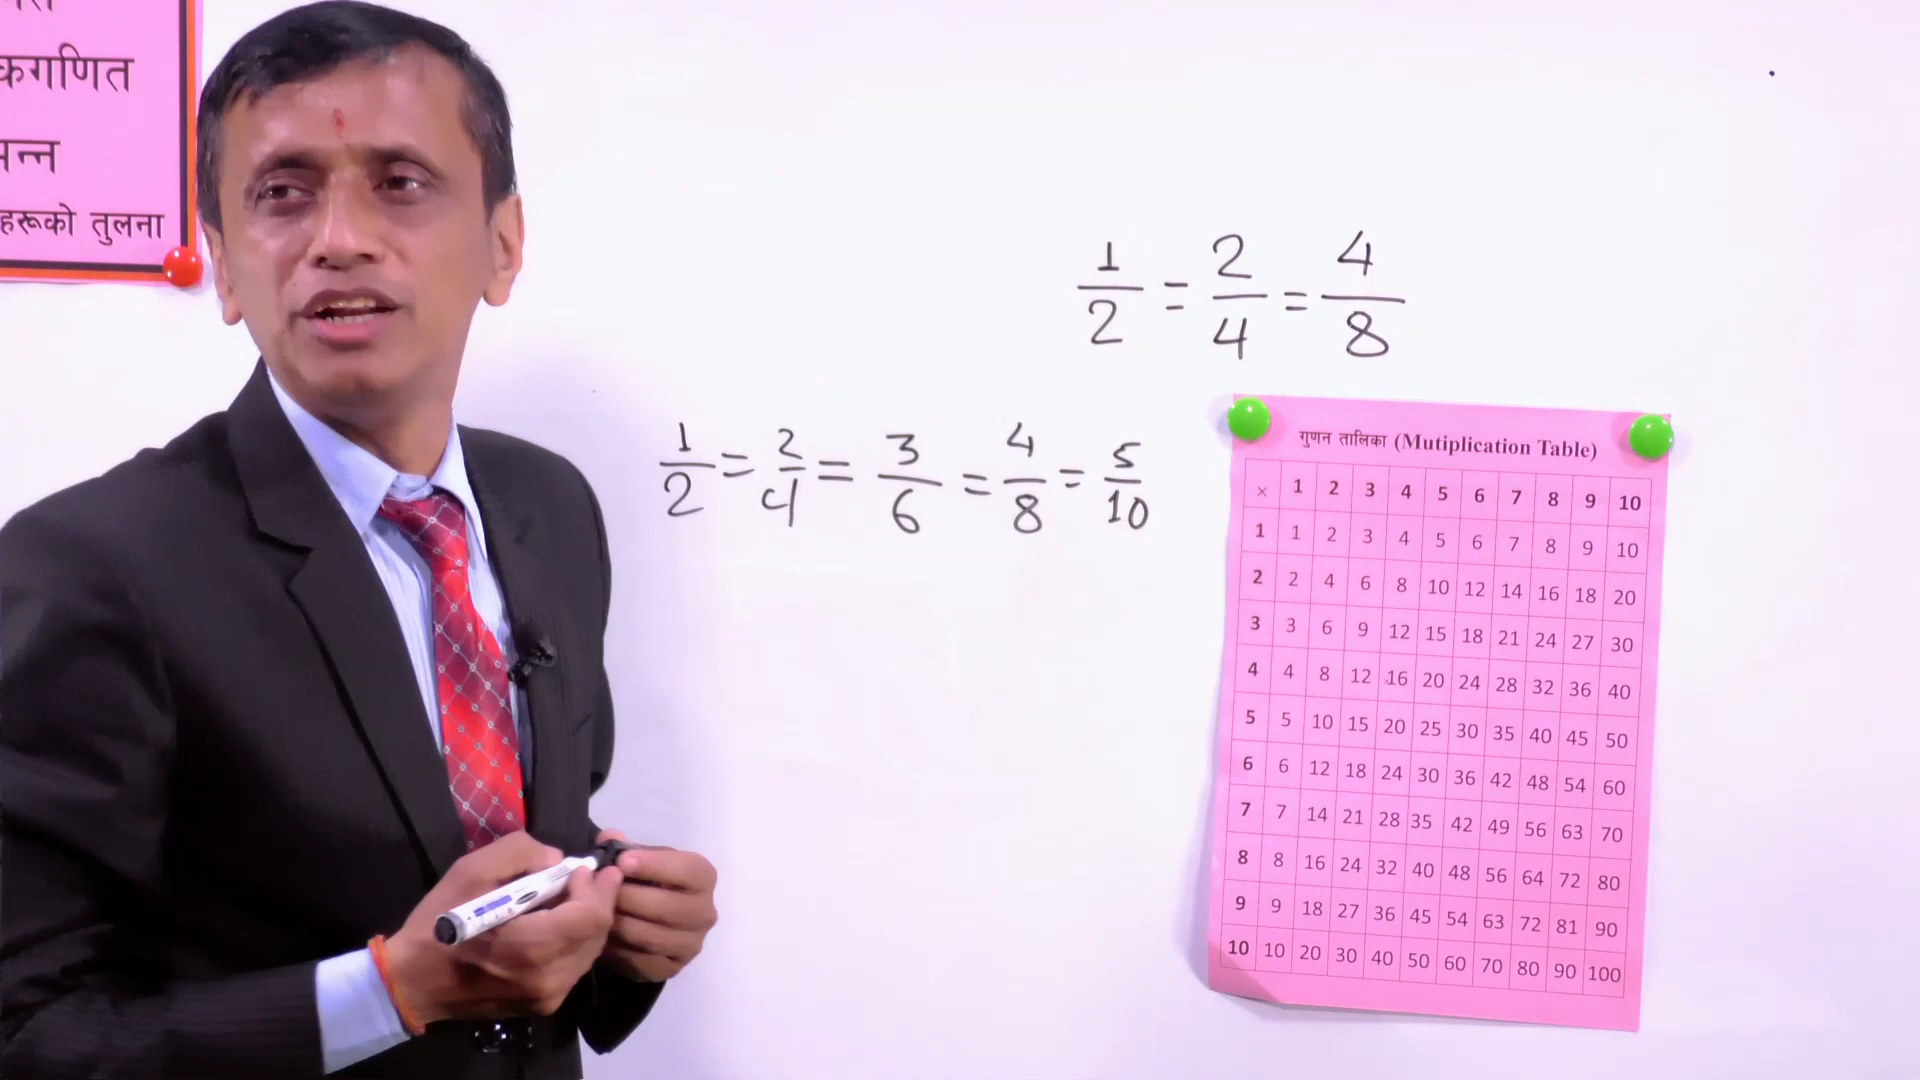 कगणित
हरूको तुलना
1/2 = 2/4 = 4/8
1/2 = 2/4 = 3/6 = 4/8 = 5/10
गुणन तालिका (Mutiplication Table)
× 1 2 3 4 5 6 7 8 9 10
1 1 2 3 4 5 6 7 8 9 10
2 2 4 6 8 10 12 14 16 18 20
3 3 6 9 12 15 18 21 24 27 30
4 4 8 12 16 20 24 28 32 36 40
5 5 10 15 20 25 30 35 40 45 50
6 6 12 18 24 30 36 42 48 54 60
7 7 14 21 28 35 42 49 56 63 70
8 8 16 24 32 40 48 56 64 72 80
9 9 18 27 36 45 54 63 72 81 90
10 10 20 30 40 50 60 70 80 90 100